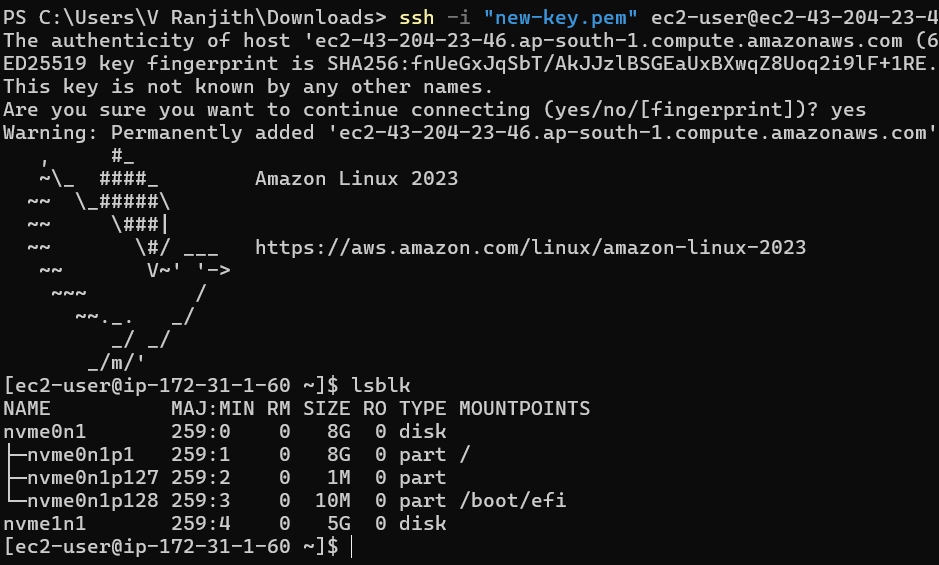 PS C:\Users\V Ranjith\Downloads> ssh -i "new-key.pem" ec2-user@ec2-43-204-23-4
The authenticity of host 'ec2-43-204-23-46.ap-south-1.compute.amazonaws.com (6
ED25519 key fingerprint is SHA256:fnUeGxJqSbT/AkJJzlBSGEaUxBXwqZ8Uoq2i9lF+1RE.
This key is not known by any other names.
Are you sure you want to continue connecting (yes/no/[fingerprint])? yes
Warning: Permanently added 'ec2-43-204-23-46.ap-south-1.compute.amazonaws.com'
   ,     #_
   ~\_  ####_        Amazon Linux 2023
  ~~  \_#####\
  ~~     \###|
  ~~       \#/ ___   https://aws.amazon.com/linux/amazon-linux-2023
   ~~       V~' '->
    ~~~         /
      ~~._.   _/
         _/ _/
       _/m/'
[ec2-user@ip-172-31-1-60 ~]$ lsblk
NAME          MAJ:MIN RM SIZE RO TYPE MOUNTPOINTS
nvme0n1       259:0    0   8G  0 disk
├─nvme0n1p1   259:1    0   8G  0 part /
├─nvme0n1p127 259:2    0   1M  0 part
└─nvme0n1p128 259:3    0  10M  0 part /boot/efi
nvme1n1       259:4    0   5G  0 disk
[ec2-user@ip-172-31-1-60 ~]$